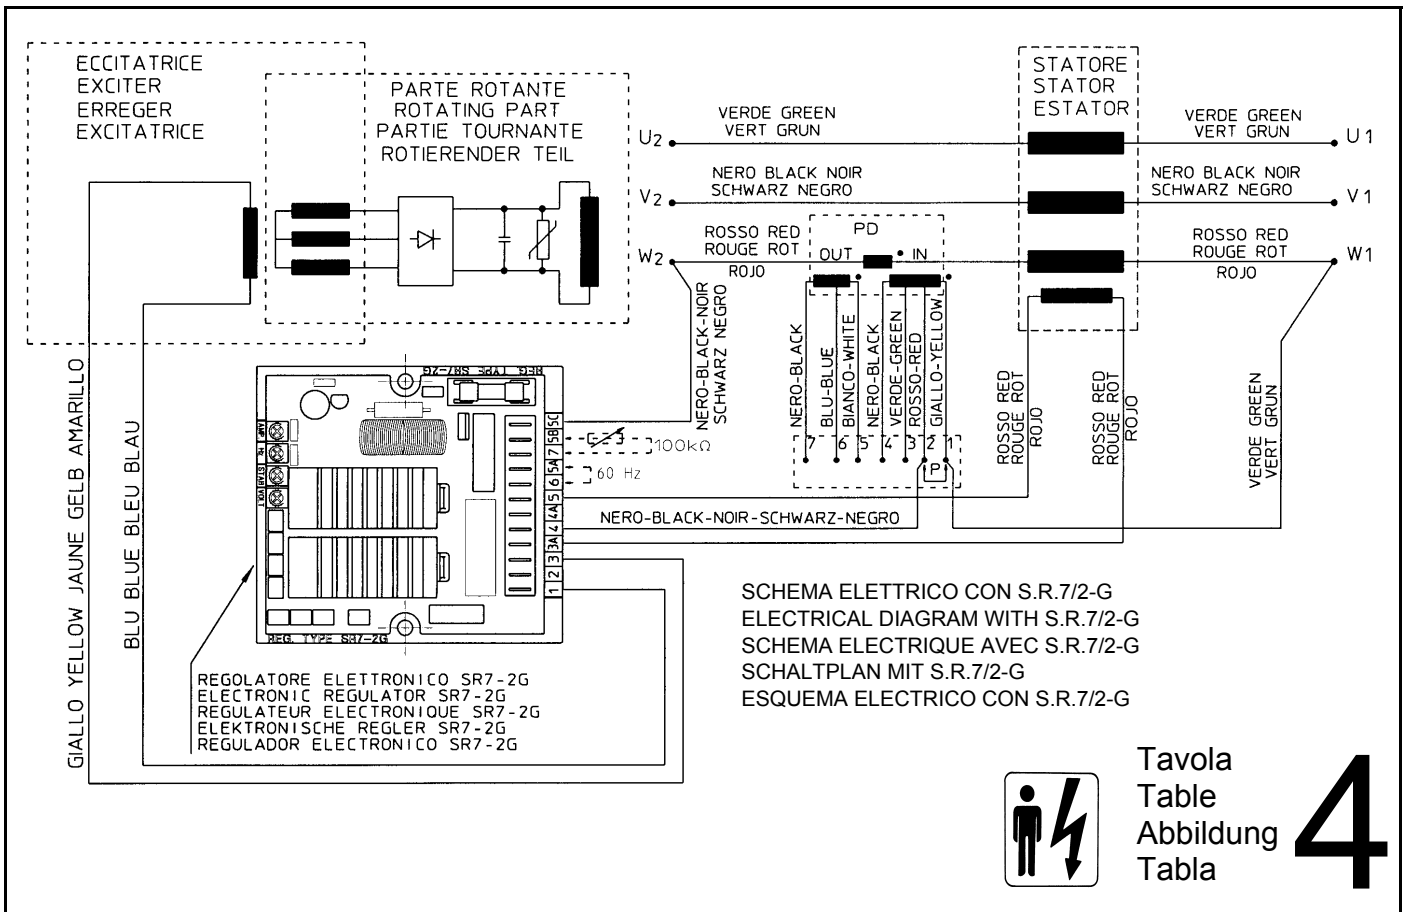 ECCITATRICE
EXCITER
ERREGER
EXCITATRICE
PARTE ROTANTE
ROTATING PART
PARTIE TOURNANTE
ROTIERENDER TEIL
STATORE
STATOR
ESTATOR
U2
VERDE GREEN
VERT GRUN
VERDE GREEN
VERT GRUN
U1
V2
NERO BLACK NOIR
SCHWARZ NEGRO
NERO BLACK NOIR
SCHWARZ NEGRO
V1
W2
ROSSO RED
ROUGE ROT
ROJO
PD
OUT
IN
ROSSO RED
ROUGE ROT
ROJO
W1
NERO-BLACK-NOIR
SCHWARZ NEGRO
NERO-BLACK
BLU-BLUE
BIANCO-WHITE
NERO-BLACK
VERDE-GREEN
ROSSO-RED
GIALLO-YELLOW
7 6 5 4 3 2 1
P
ROSSO RED
ROUGE ROT
ROJO
ROSSO RED
ROUGE ROT
ROJO
VERDE GREEN
VERT GRUN
GIALLO YELLOW JAUNE GELB AMARILLO
BLU BLUE BLEU BLAU
REG. TYPE SR7-2G
AMP
Hz
STAB
VOLT
5C
5B
7
5A
6
5
4A
4
3A
3
2
1
100kΩ
60 Hz
NERO-BLACK-NOIR-SCHWARZ-NEGRO
REG. TYPE SR7-2G
REGOLATORE ELETTRONICO SR7-2G
ELECTRONIC REGULATOR SR7-2G
REGULATEUR ELECTRONIQUE SR7-2G
ELEKTRONISCHE REGLER SR7-2G
REGULADOR ELECTRONICO SR7-2G
SCHEMA ELETTRICO CON S.R.7/2-G
ELECTRICAL DIAGRAM WITH S.R.7/2-G
SCHEMA ELECTRIQUE AVEC S.R.7/2-G
SCHALTPLAN MIT S.R.7/2-G
ESQUEMA ELECTRICO CON S.R.7/2-G
Tavola
Table
Abbildung
Tabla
4